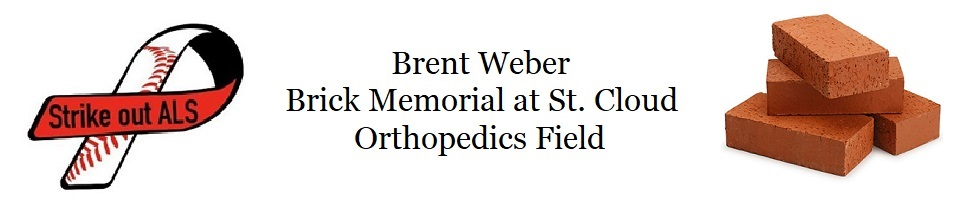 Strike out ALS
Brent Weber
Brick Memorial at St. Cloud
Orthopedics Field